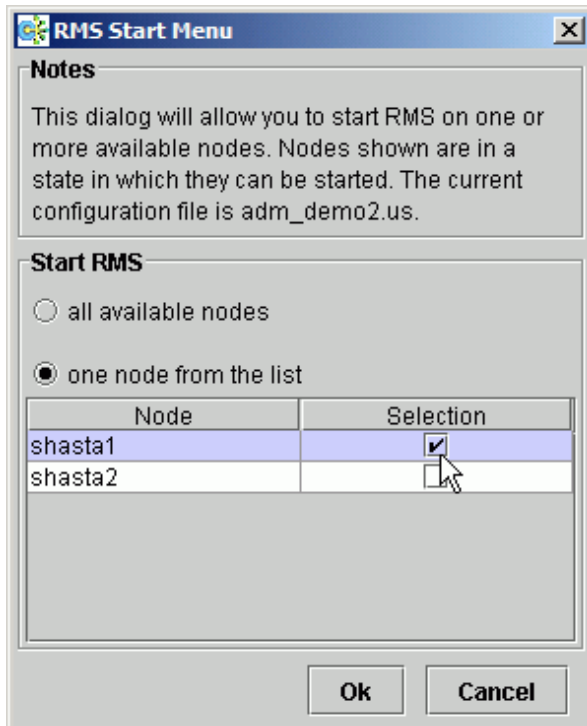 RMS Start Menu
Notes
This dialog will allow you to start RMS on one or
more available nodes. Nodes shown are in a
state in which they can be started. The current
configuration file is adm_demo2.us.
Start RMS
all available nodes
one node from the list
Node Selection
shasta1
shasta2
Ok Cancel